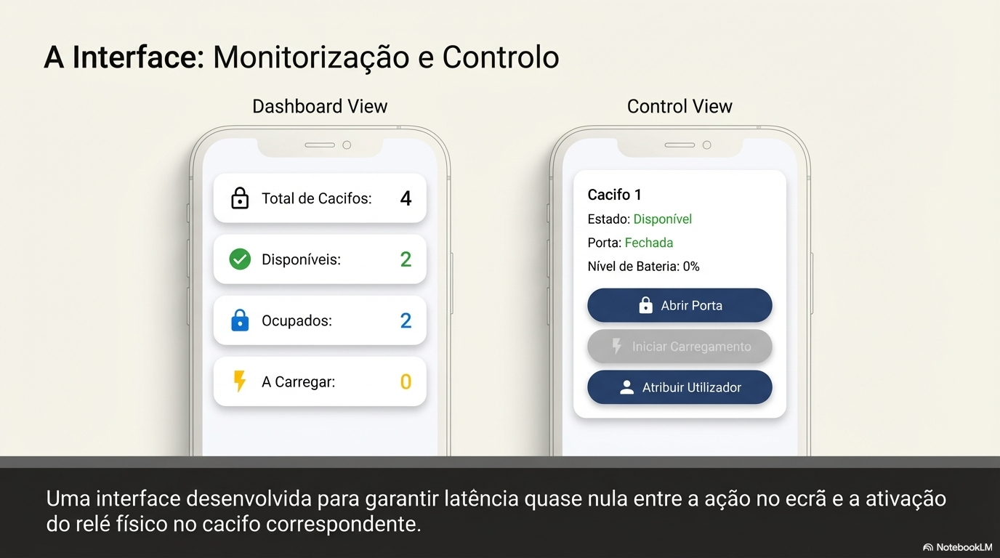 A Interface: Monitorização e Controlo
Dashboard View
Total de Cacifos: 4
Disponíveis: 2
Ocupados: 2
A Carregar: 0
Control View
Cacifo 1
Estado: Disponível
Porta: Fechada
Nível de Bateria: 0%
Abrir Porta
Iniciar Carregamento
Atribuir Utilizador
Uma interface desenvolvida para garantir latência quase nula entre a ação no ecrã e a ativação
do relé físico no cacifo correspondente.
NotebookLM